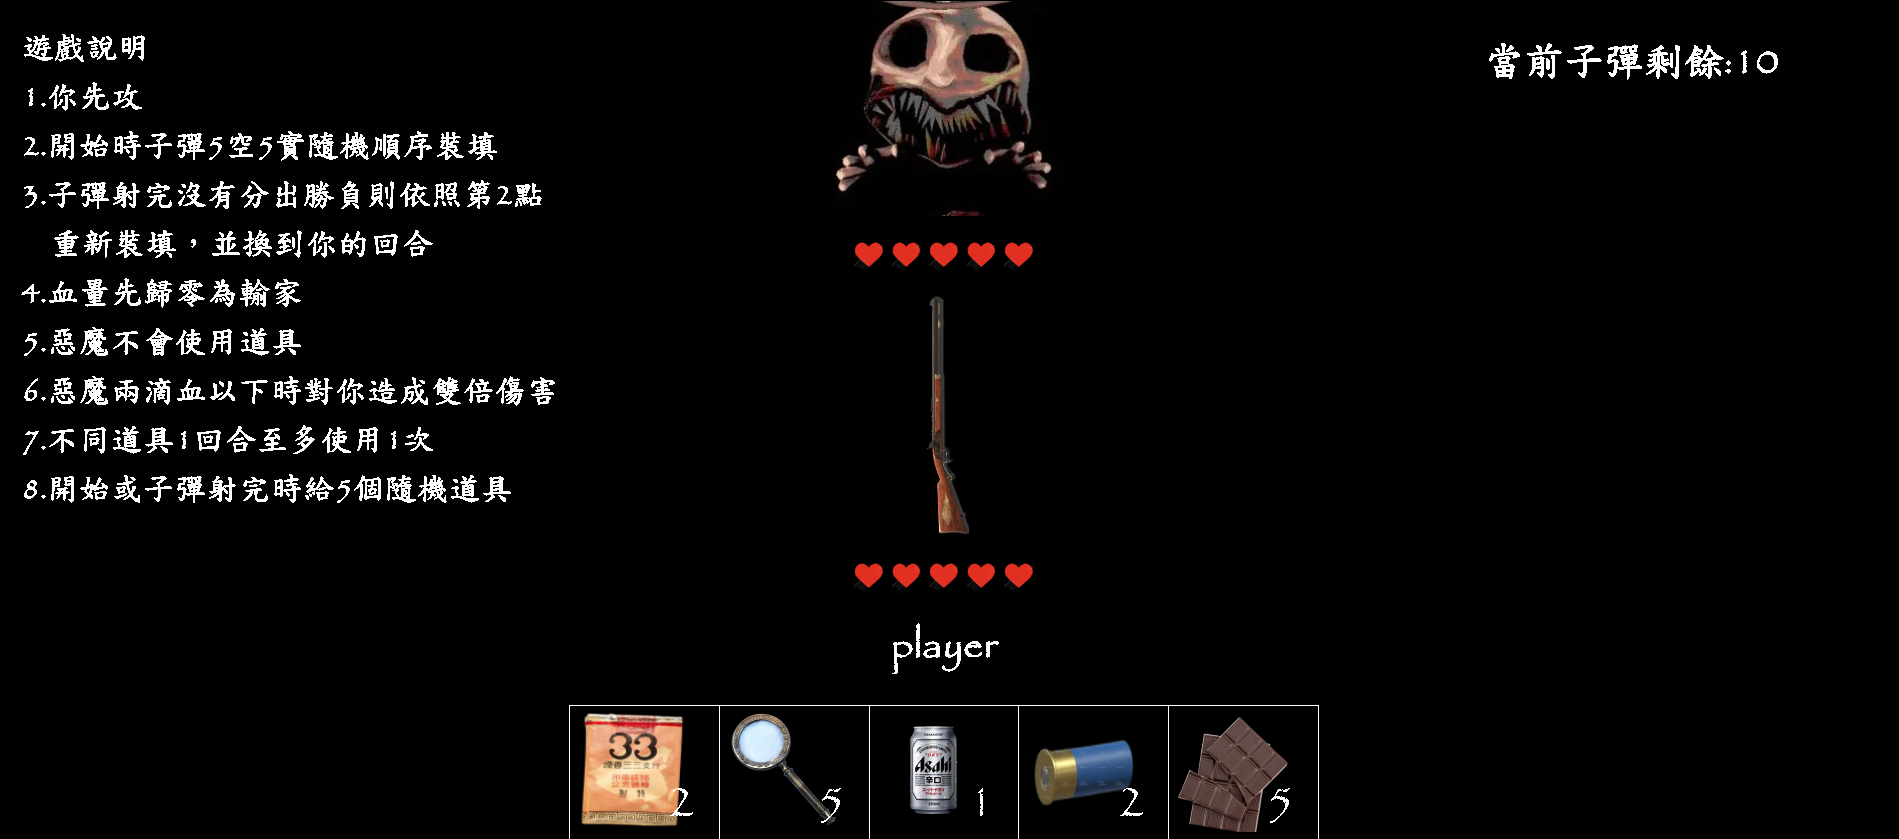 遊戲說明
1.你先攻
2.開始時子彈5空5實隨機順序裝填
3.子彈射完沒有分出勝負則依照第2點
重新裝填，並換到你的回合
4.血量先歸零為輸家
5.惡魔不會使用道具
6.惡魔兩滴血以下時對你造成雙倍傷害
7.不同道具1回合至多使用1次
8.開始或子彈射完時給5個隨機道具
當前子彈剩餘:10
player
33
2
5
Asahi
辛口
1
2
5